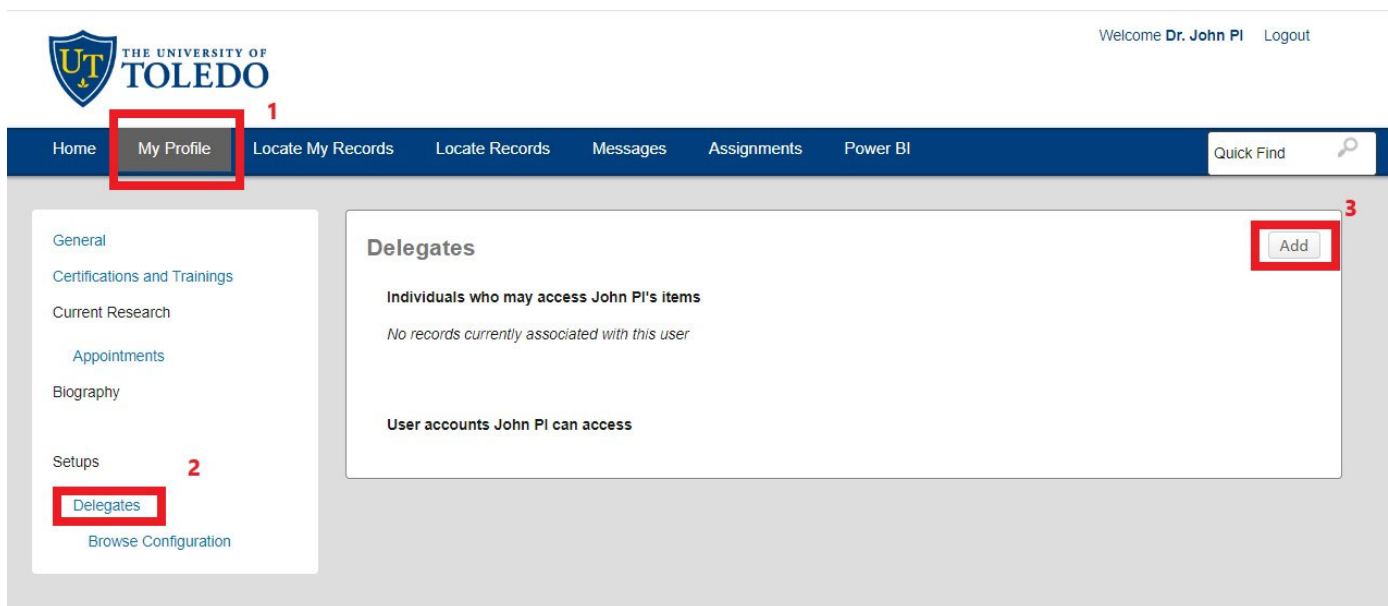 Welcome Dr. John PI Logout
UT
THE UNIVERSITY OF
TOLEDO
1
Home My Profile Locate My Records Locate Records Messages Assignments Power BI Quick Find
3
General
Certifications and Trainings
Current Research
Appointments
Biography
Setups
2
Delegates
Browse Configuration
Delegates Add
Individuals who may access John PI's items
No records currently associated with this user
User accounts John PI can access